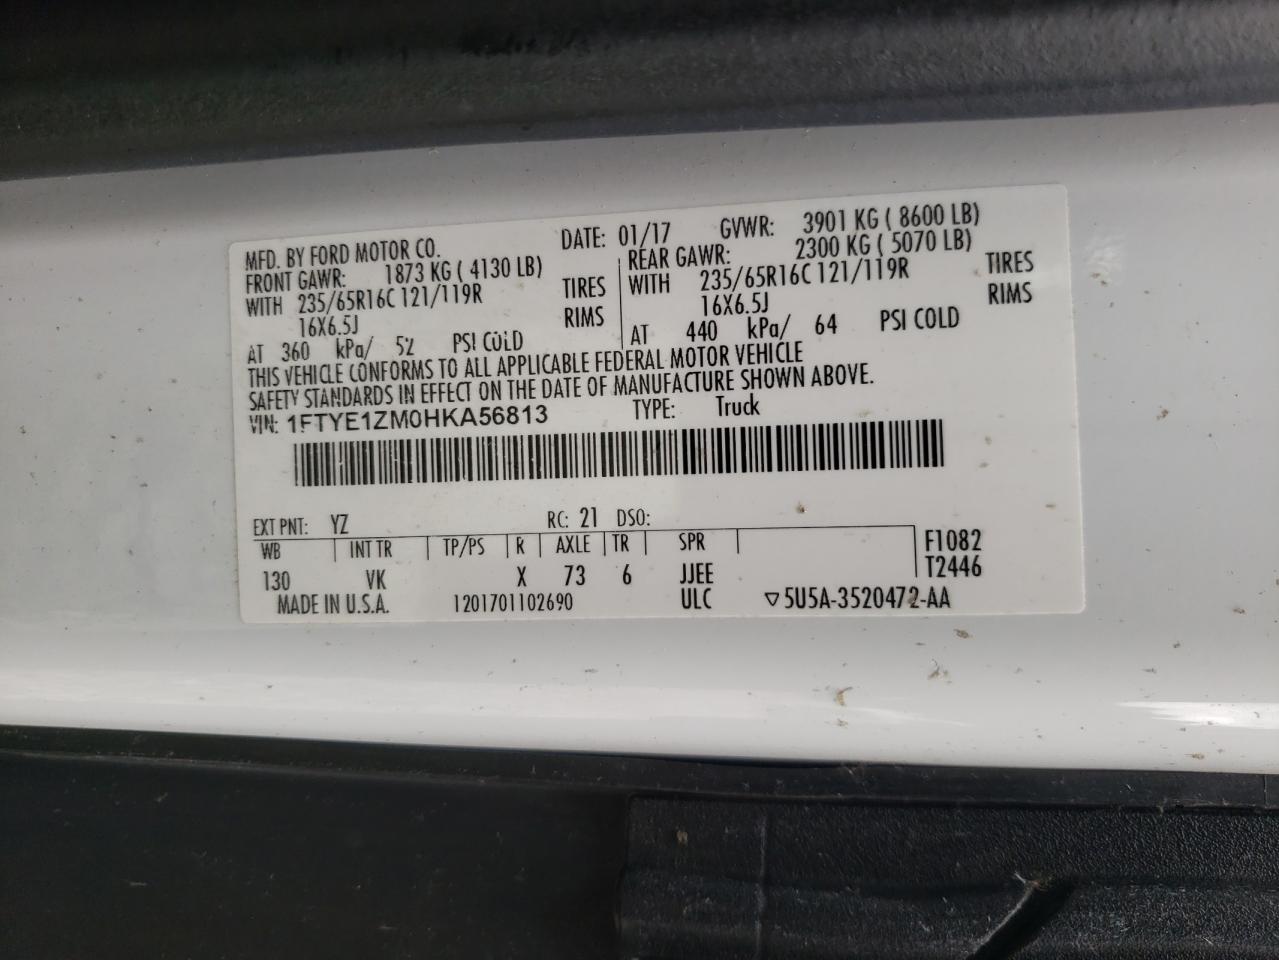 MFD. BY FORD MOTOR CO. DATE: 01/17 GVWR: 3901 KG ( 8600 LB)
FRONT GAWR: 1873 KG ( 4130 LB) REAR GAWR: 2300 KG ( 5070 LB)
WITH 235/65R16C 121/119R TIRES WITH 235/65R16C 121/119R TIRES
16X6.5J RIMS 16X6.5J RIMS
AT 360 kPa/ 52 PSI COLD AT 440 kPa/ 64 PSI COLD
THIS VEHICLE CONFORMS TO ALL APPLICABLE FEDERAL MOTOR VEHICLE
SAFETY STANDARDS IN EFFECT ON THE DATE OF MANUFACTURE SHOWN ABOVE.
VIN: 1FTYE1ZM0HKA56813 TYPE: Truck
EXT PNT: YZ RC: 21 DSO:
WB INT TR TP/PS R AXLE TR SPR F1082
130 VK X 73 6 JJEE T2446
MADE IN U.S.A. 1201701102690 ULC ▽5U5A-3520472-AA